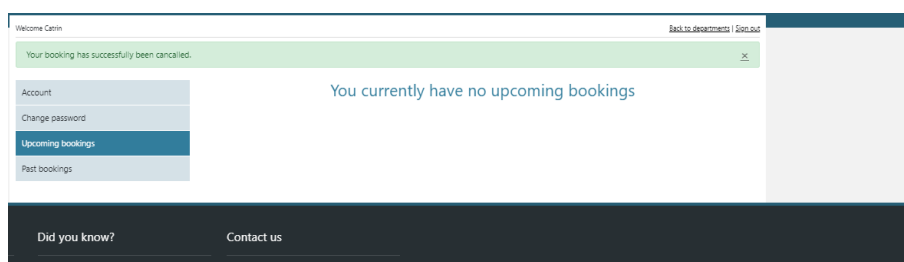 Welcome Catrin
Back to departments | Sign out
Your booking has successfully been cancalled.
×
Account
Change password
Upcoming bookings
Past bookings
You currently have no upcoming bookings
Did you know?
Contact us